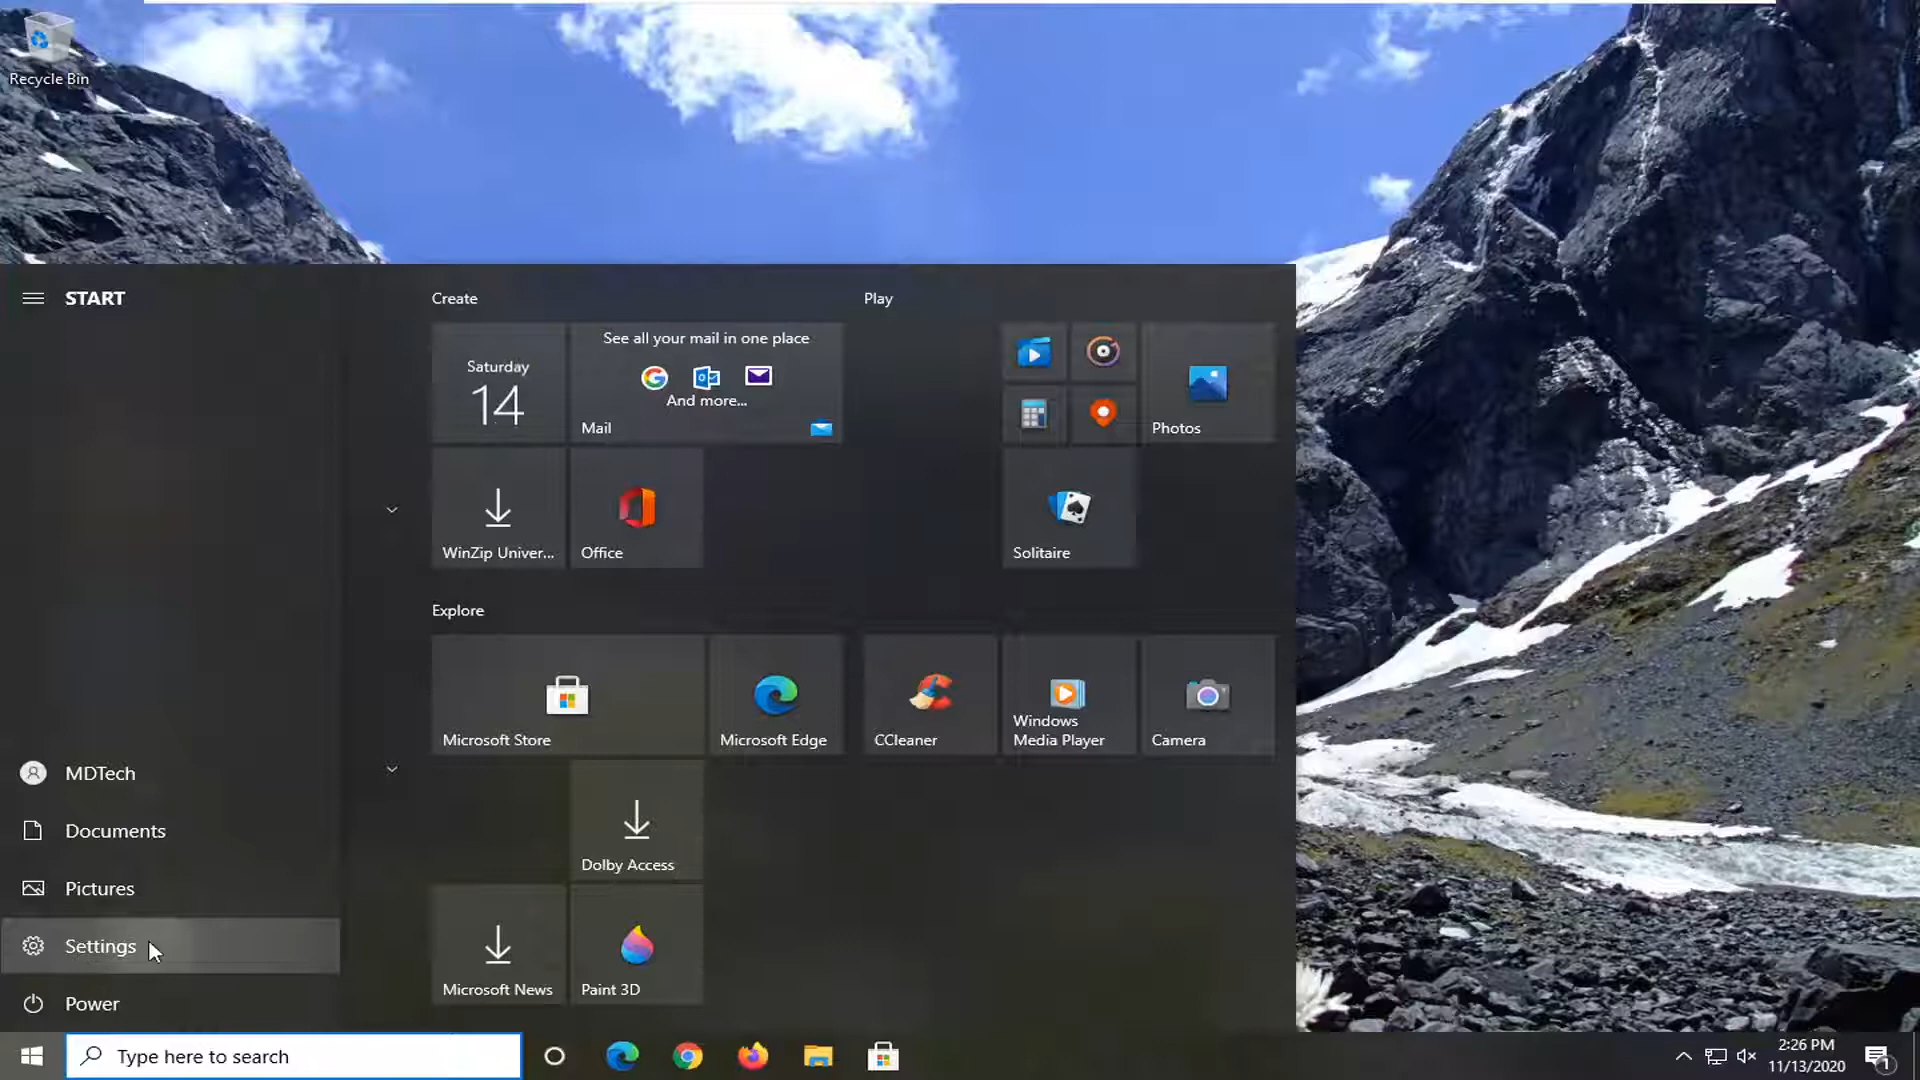 Recycle Bin
START
Create
Play
Saturday
14
See all your mail in one place
And more...
Mail
Photos
WinZip Univer...
Office
Solitaire
Explore
Microsoft Store
Microsoft Edge
CCleaner
Windows
Media Player
Camera
MDTech
Documents
Dolby Access
Pictures
Settings
Microsoft News
Paint 3D
Power
Type here to search
2:26 PM
11/13/2020
1